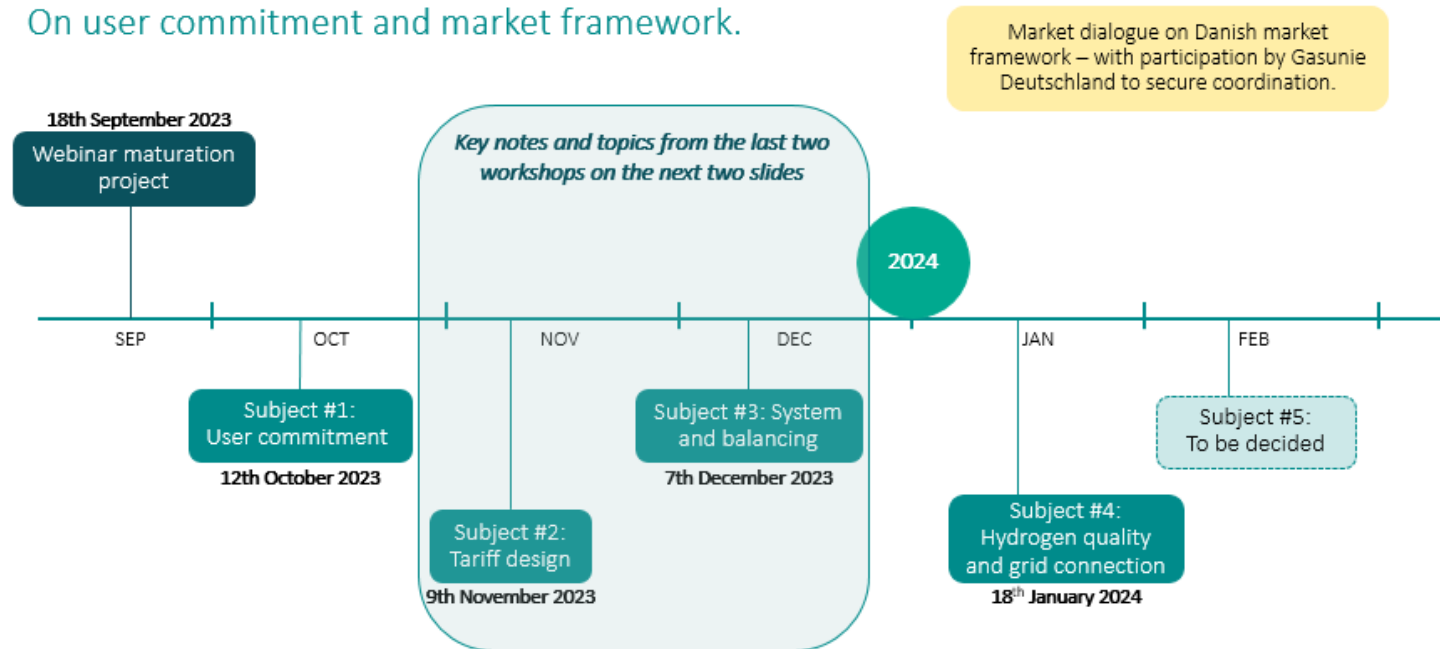 On user commitment and market framework.
Market dialogue on Danish market
framework – with participation by Gasunie
Deutschland to secure coordination.
18th September 2023
Webinar maturation
project
Key notes and topics from the last two
workshops on the next two slides
2024
SEP
OCT
NOV
DEC
JAN
FEB
Subject #1:
User commitment
12th October 2023
Subject #2:
Tariff design
9th November 2023
Subject #3: System
and balancing
7th December 2023
Subject #4:
Hydrogen quality
and grid connection
18th January 2024
Subject #5:
To be decided